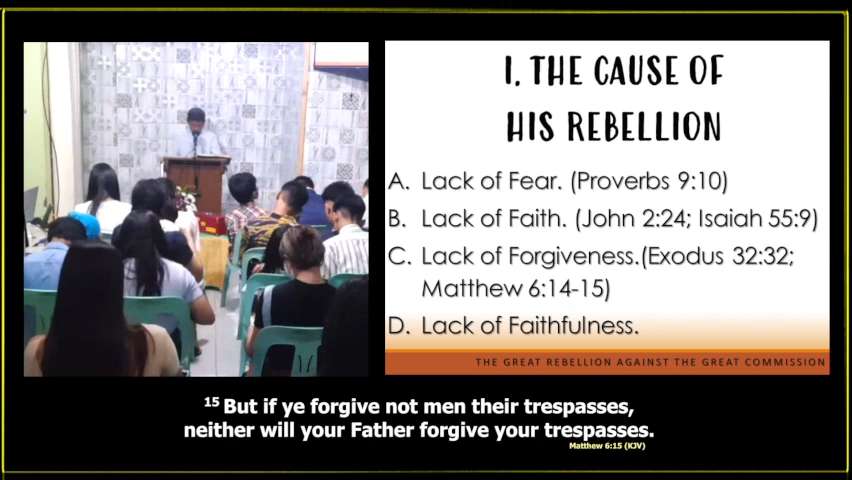 I. THE CAUSE OF
HIS REBELLION
A. Lack of Fear. (Proverbs 9:10)
B. Lack of Faith. (John 2:24; Isaiah 55:9)
C. Lack of Forgiveness.(Exodus 32:32;
Matthew 6:14-15)
D. Lack of Faithfulness.
THE GREAT REBELLION AGAINST THE GREAT COMMISSION
15 But if ye forgive not men their trespasses,
neither will your Father forgive your trespasses.
Matthew 6:15 (KJV)